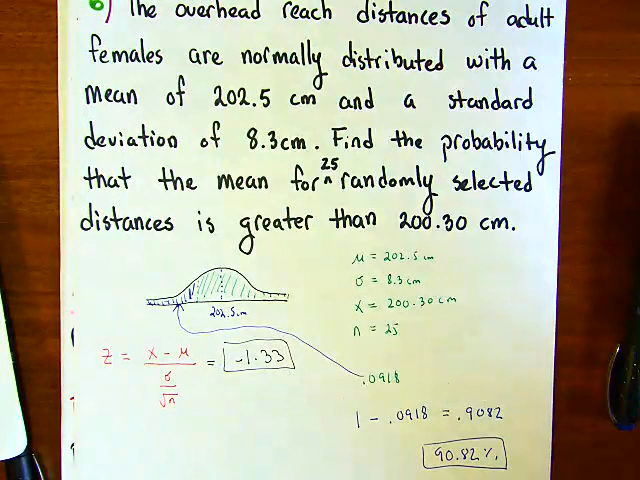 6) The overhead reach distances of adult
females are normally distributed with a
mean of 202.5 cm and a standard
deviation of 8.3cm. Find the probability
that the mean for 25 randomly selected
distances is greater than 200.30 cm.
μ = 202.5 cm
σ = 8.3 cm
x = 200.30 cm
n = 25
202.5 cm
z = x - μ / σ / √n = -1.33
.0918
1 - .0918 = .9082
90.82%